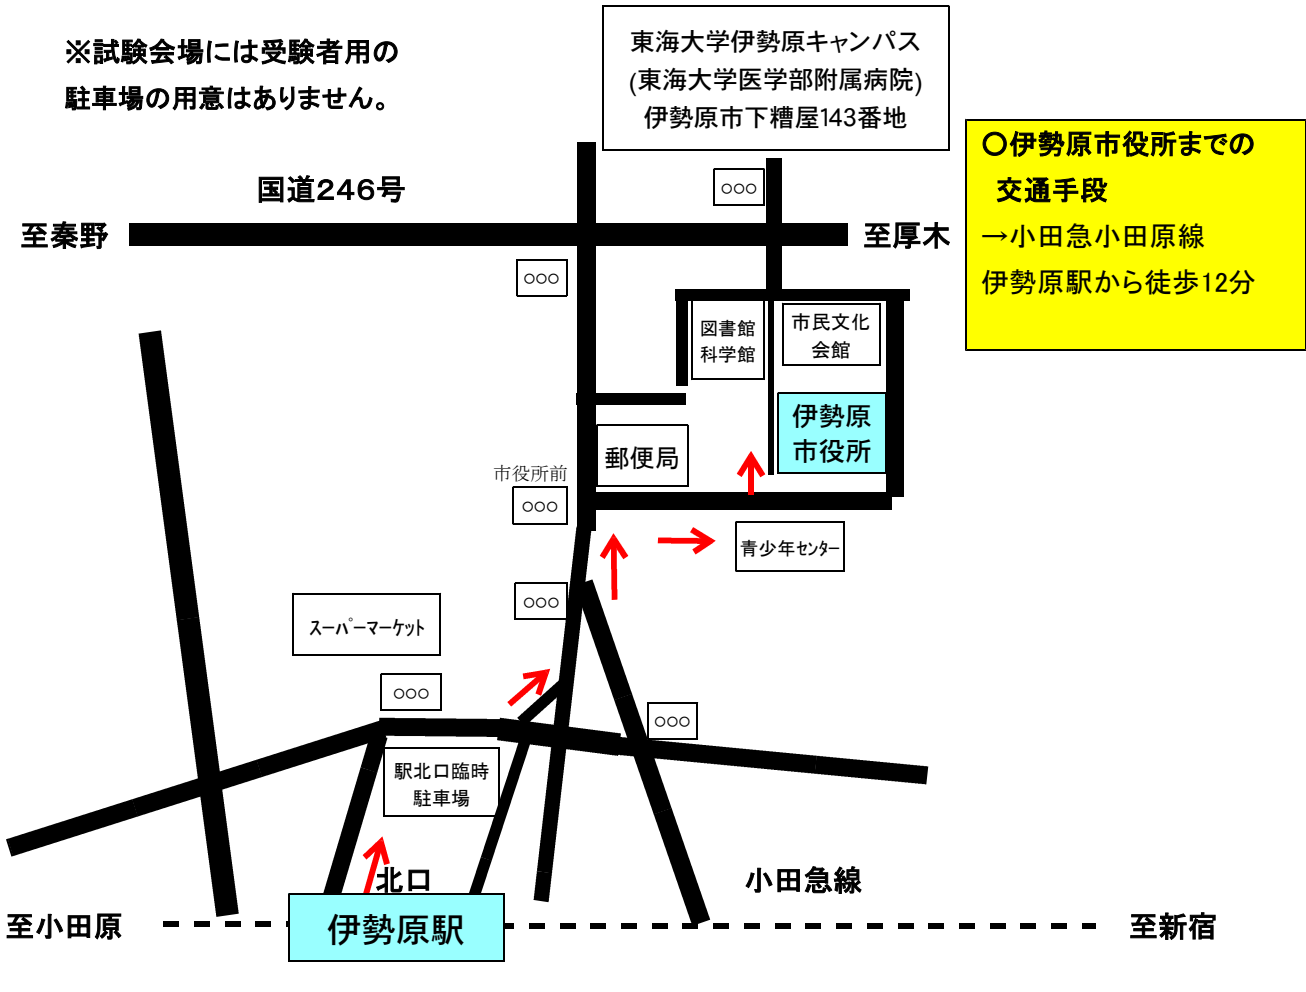 ※試験会場には受験者用の
駐車場の用意はありません。
東海大学伊勢原キャンパス
(東海大学医学部附属病院)
伊勢原市下糟屋143番地
〇伊勢原市役所までの
交通手段
→小田急小田原線
伊勢原駅から徒歩12分
国道246号
○○○
至秦野
至厚木
○○○
図書館
科学館
市民文化
会館
伊勢原
市役所
郵便局
市役所前
○○○
青少年センター
○○○
スーパーマーケット
○○○
○○○
駅北口臨時
駐車場
北口
小田急線
至小田原
伊勢原駅
至新宿